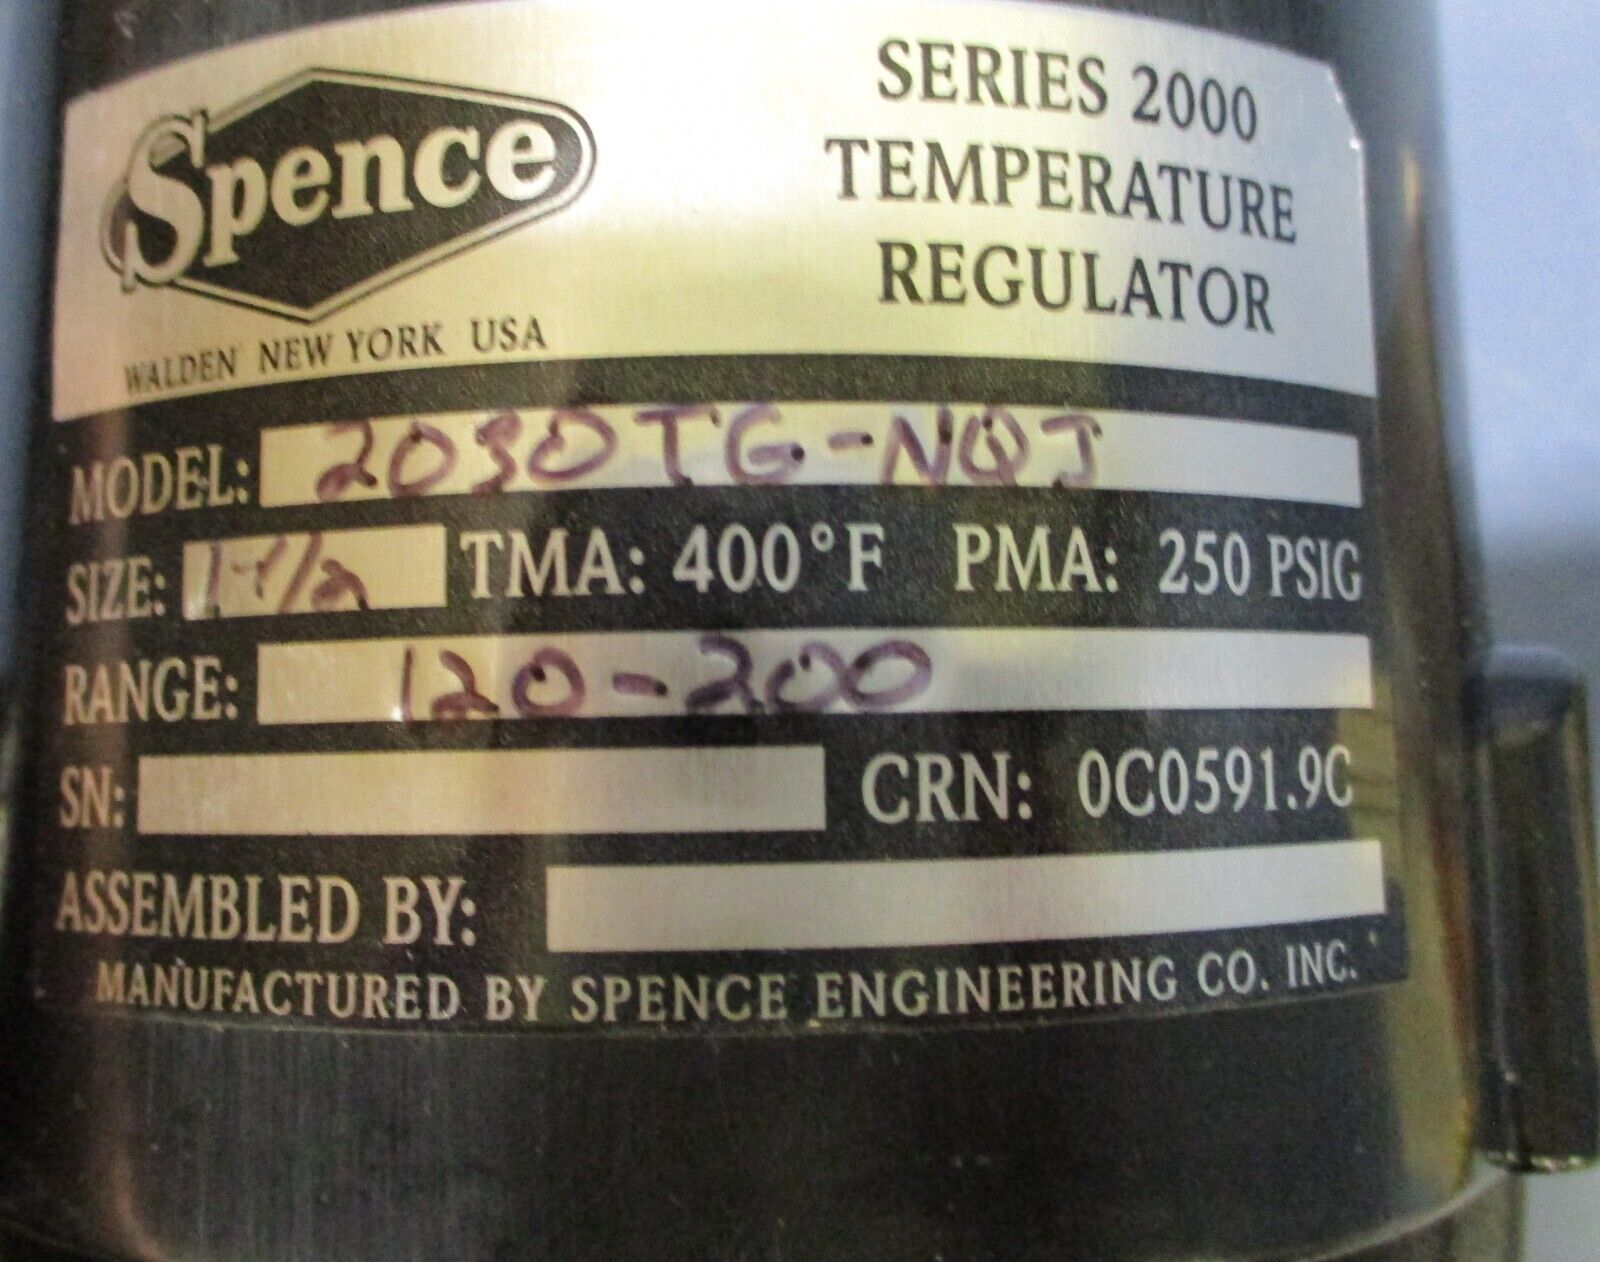 Spence
WALDEN NEW YORK USA
SERIES 2000
TEMPERATURE
REGULATOR
MODEL: 2030TG-NQJ
SIZE: 1-1/2 TMA: 400°F PMA: 250 PSIG
RANGE: 120-200
SN: CRN: 0C0591.9C
ASSEMBLED BY:
MANUFACTURED BY SPENCE ENGINEERING CO. INC.